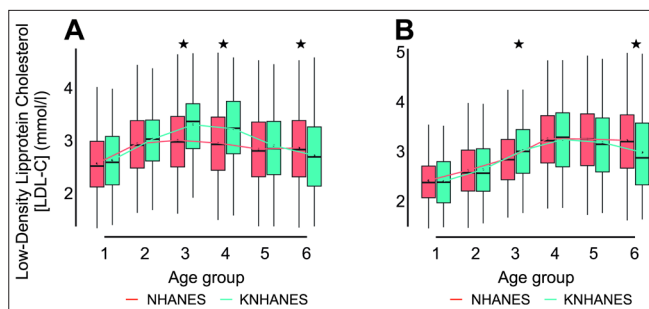 A
B
Low-Density Lipprotein Cholesterol
[LDL-C] (mmol/l)
4
3
2
5
4
3
2
1 2 3 4 5 6
1 2 3 4 5 6
Age group
Age group
NHANES KNHANES
NHANES KNHANES